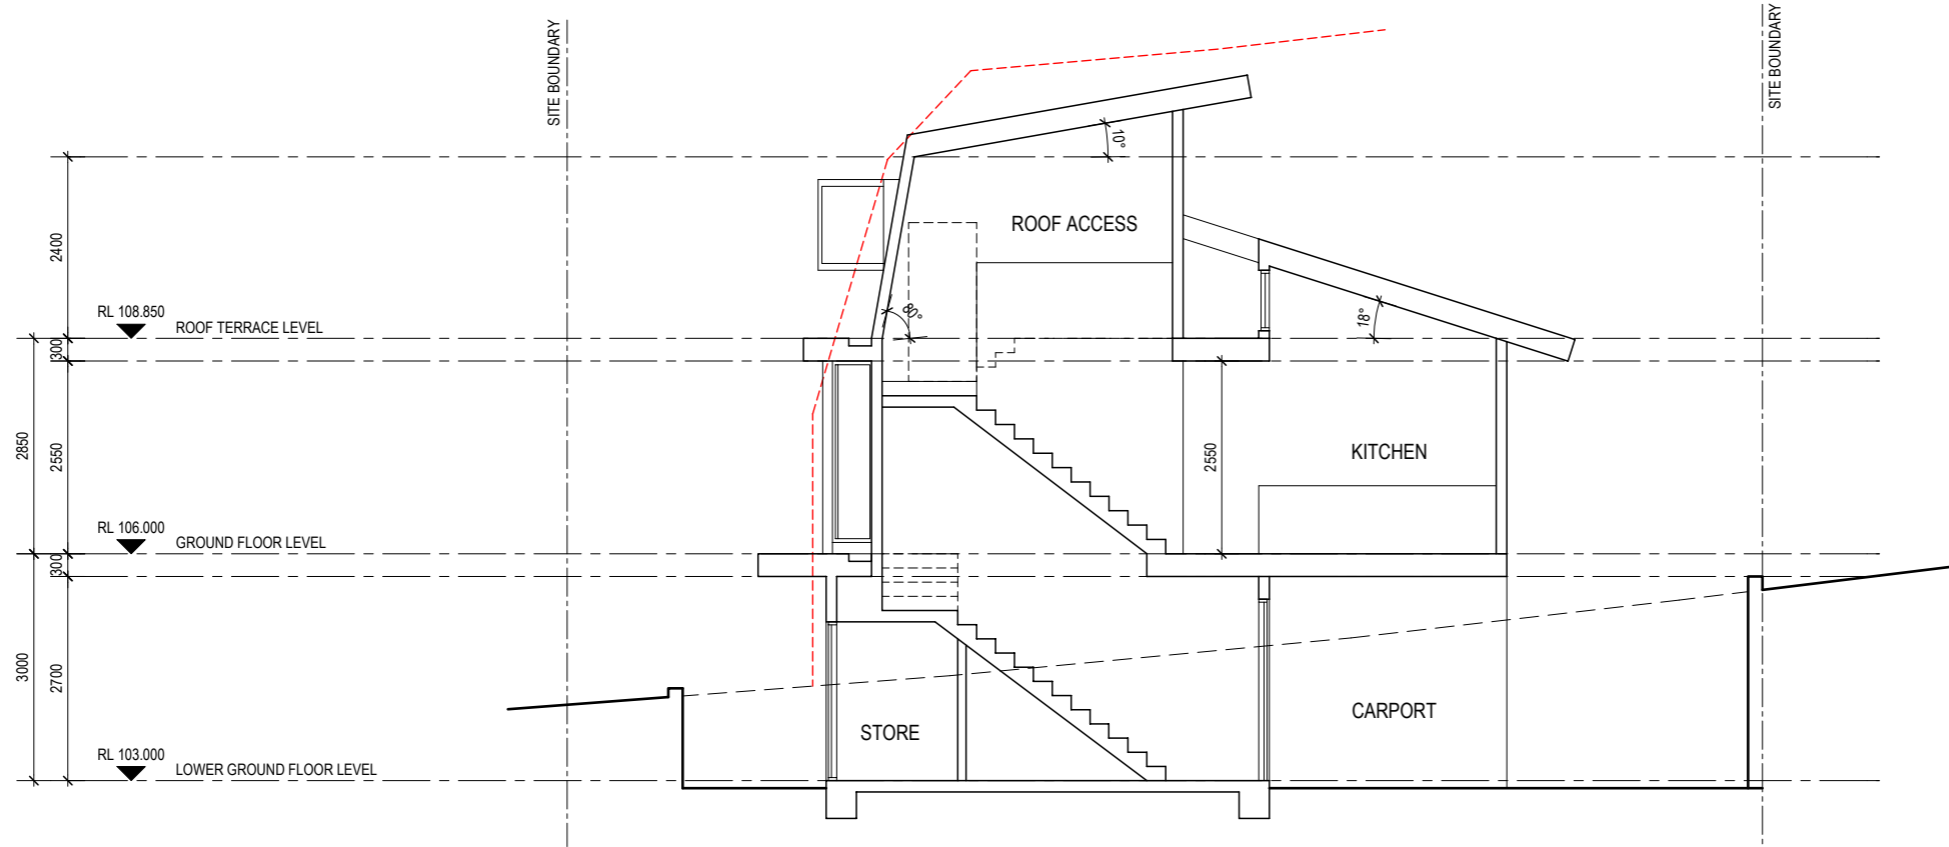 SITE BOUNDARY
SITE BOUNDARY
10°
ROOF ACCESS
2400
RL 108.850
ROOF TERRACE LEVEL
80°
18°
300
2850
2550
2550
KITCHEN
RL 106.000
GROUND FLOOR LEVEL
300
3000
2700
STORE
CARPORT
RL 103.000
LOWER GROUND FLOOR LEVEL